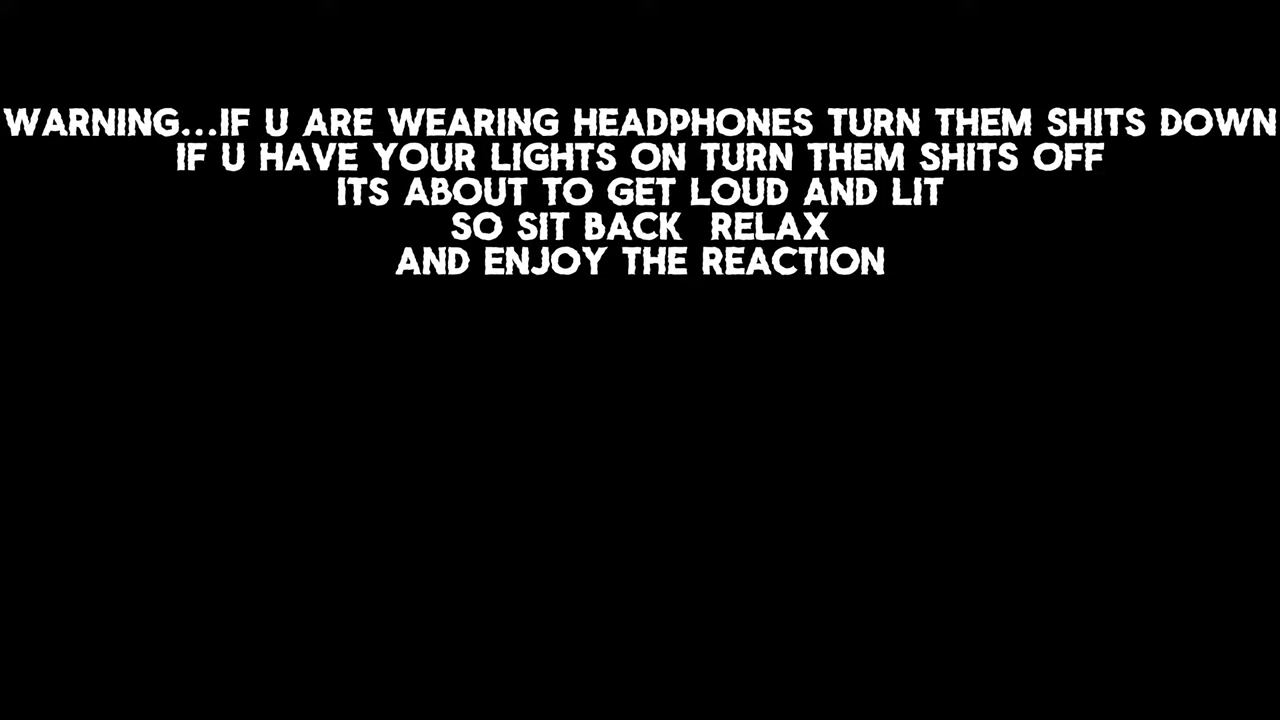 WARNING...IF U ARE WEARING HEADPHONES TURN THEM SHITS DOWN
IF U HAVE YOUR LIGHTS ON TURN THEM SHITS OFF
ITS ABOUT TO GET LOUD AND LIT
SO SIT BACK  RELAX
AND ENJOY THE REACTION